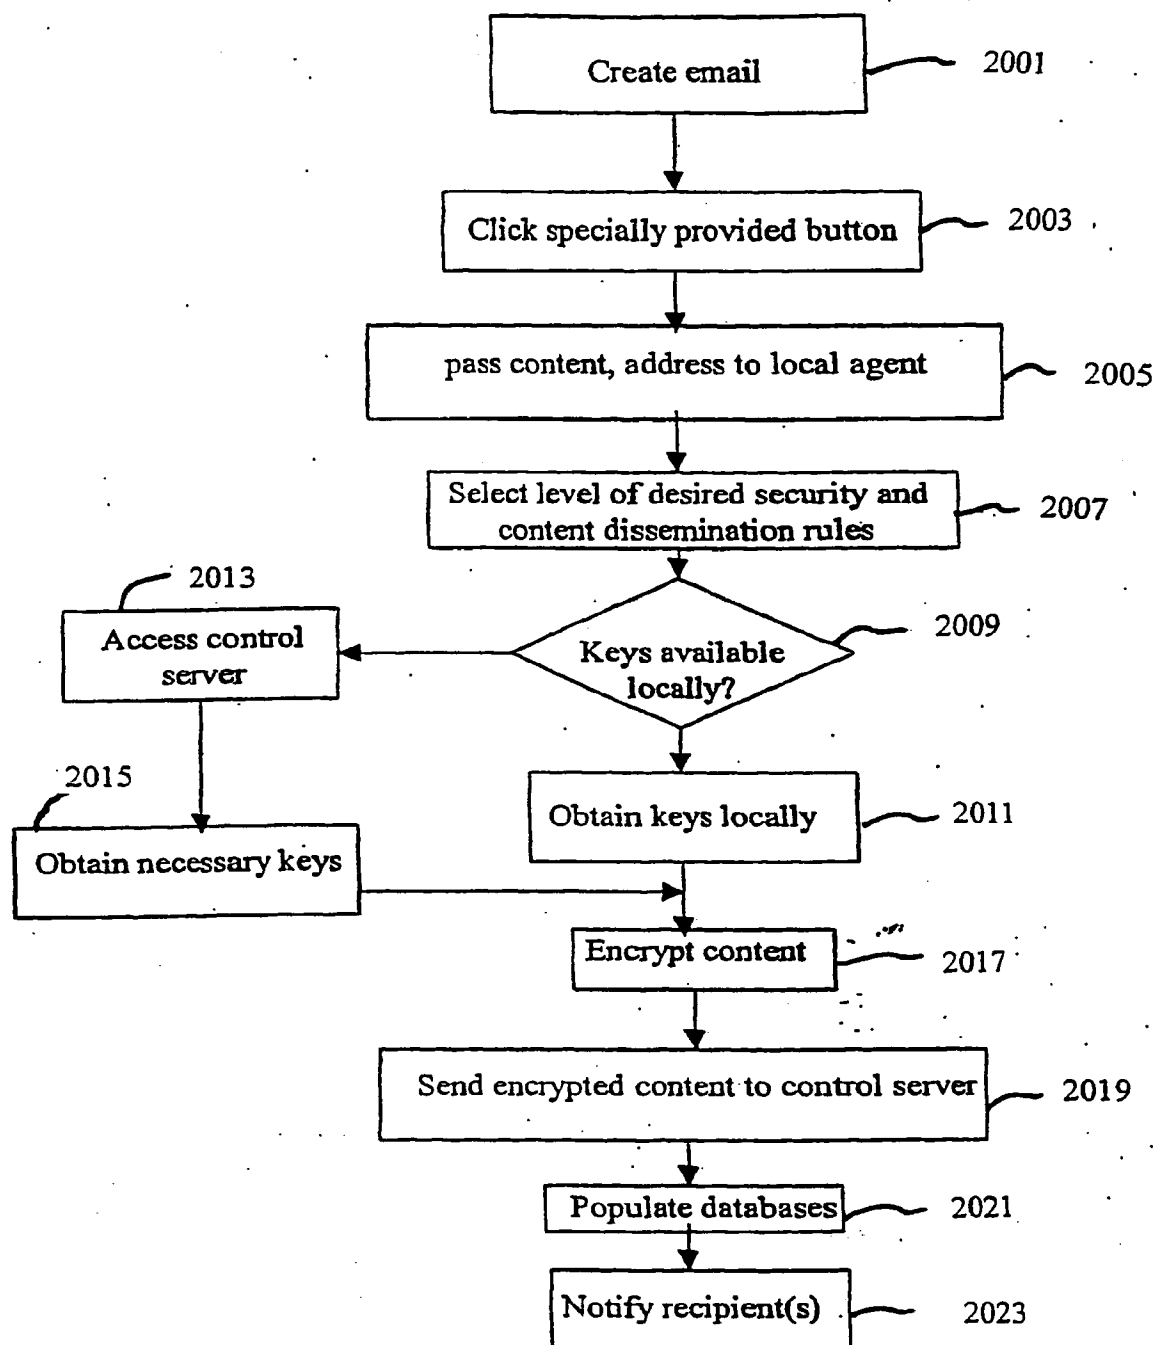 Create email
2001
Click specially provided button
2003
pass content, address to local agent
2005
Select level of desired security and
content dissemination rules
2007
Keys available
locally?
2009
2013
Access control
server
2015
Obtain necessary keys
Obtain keys locally
2011
Encrypt content
2017
Send encrypted content to control server
2019
Populate databases
2021
Notify recipient(s)
2023